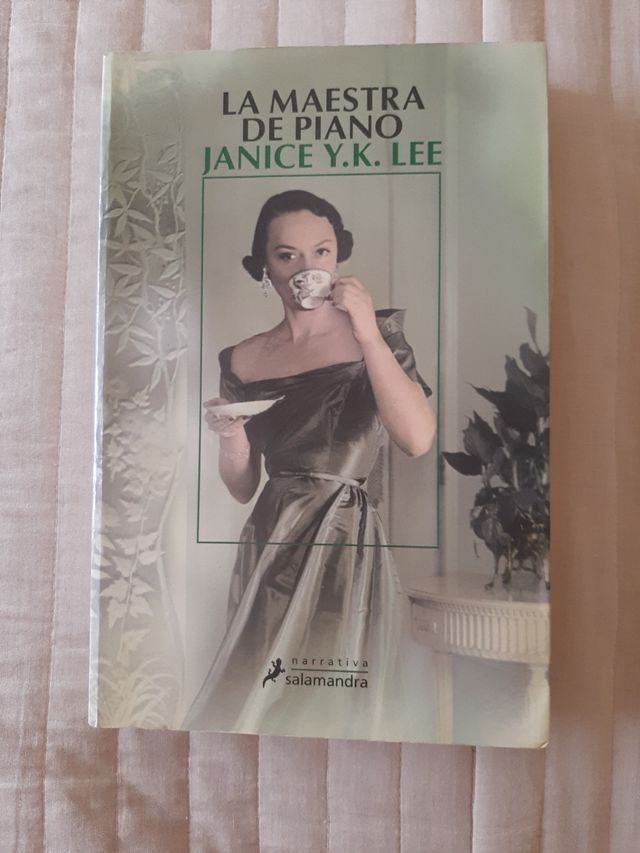 LA MAESTRA
DE PIANO
JANICE Y.K. LEE
narrativa
salamandra